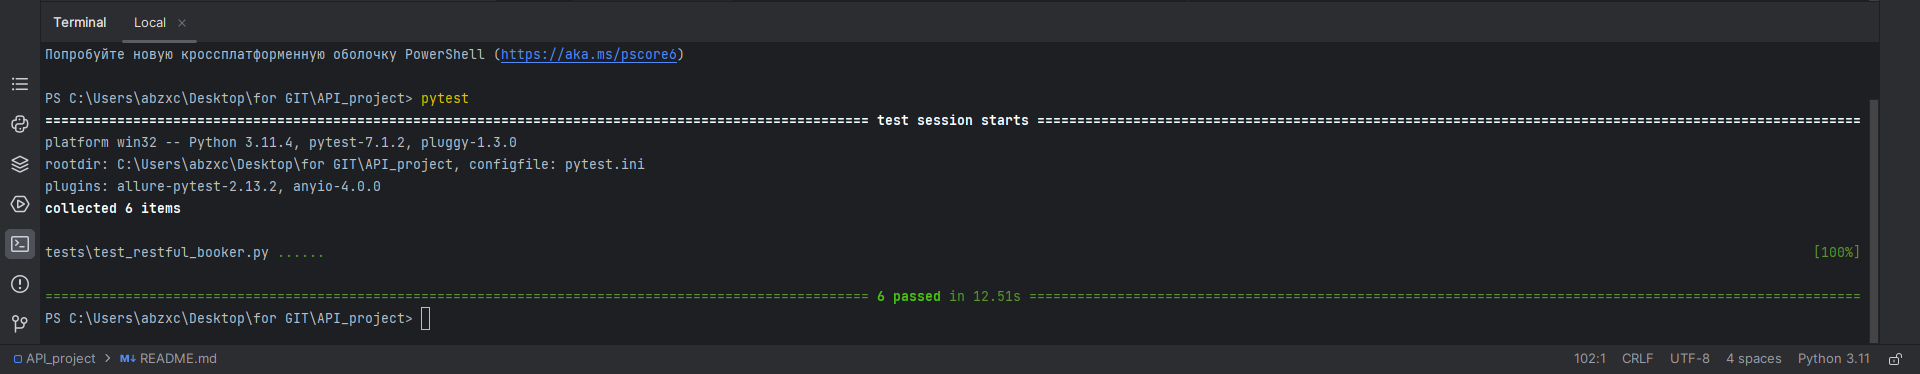 Terminal Local ×
Попробуйте новую кроссплатформенную оболочку PowerShell (https://aka.ms/pscore6)
PS C:\Users\abzxc\Desktop\for GIT\API_project> pytest
======================================================================================================= test session starts ========================================================================================================
platform win32 -- Python 3.11.4, pytest-7.1.2, pluggy-1.3.0
rootdir: C:\Users\abzxc\Desktop\for GIT\API_project, configfile: pytest.ini
plugins: allure-pytest-2.13.2, anyio-4.0.0
collected 6 items
tests\test_restful_booker.py ...... [100%]
======================================================================================================= 6 passed in 12.51s ========================================================================================================
PS C:\Users\abzxc\Desktop\for GIT\API_project>
API_project > M↓ README.md 102:1 CRLF UTF-8 4 spaces Python 3.11